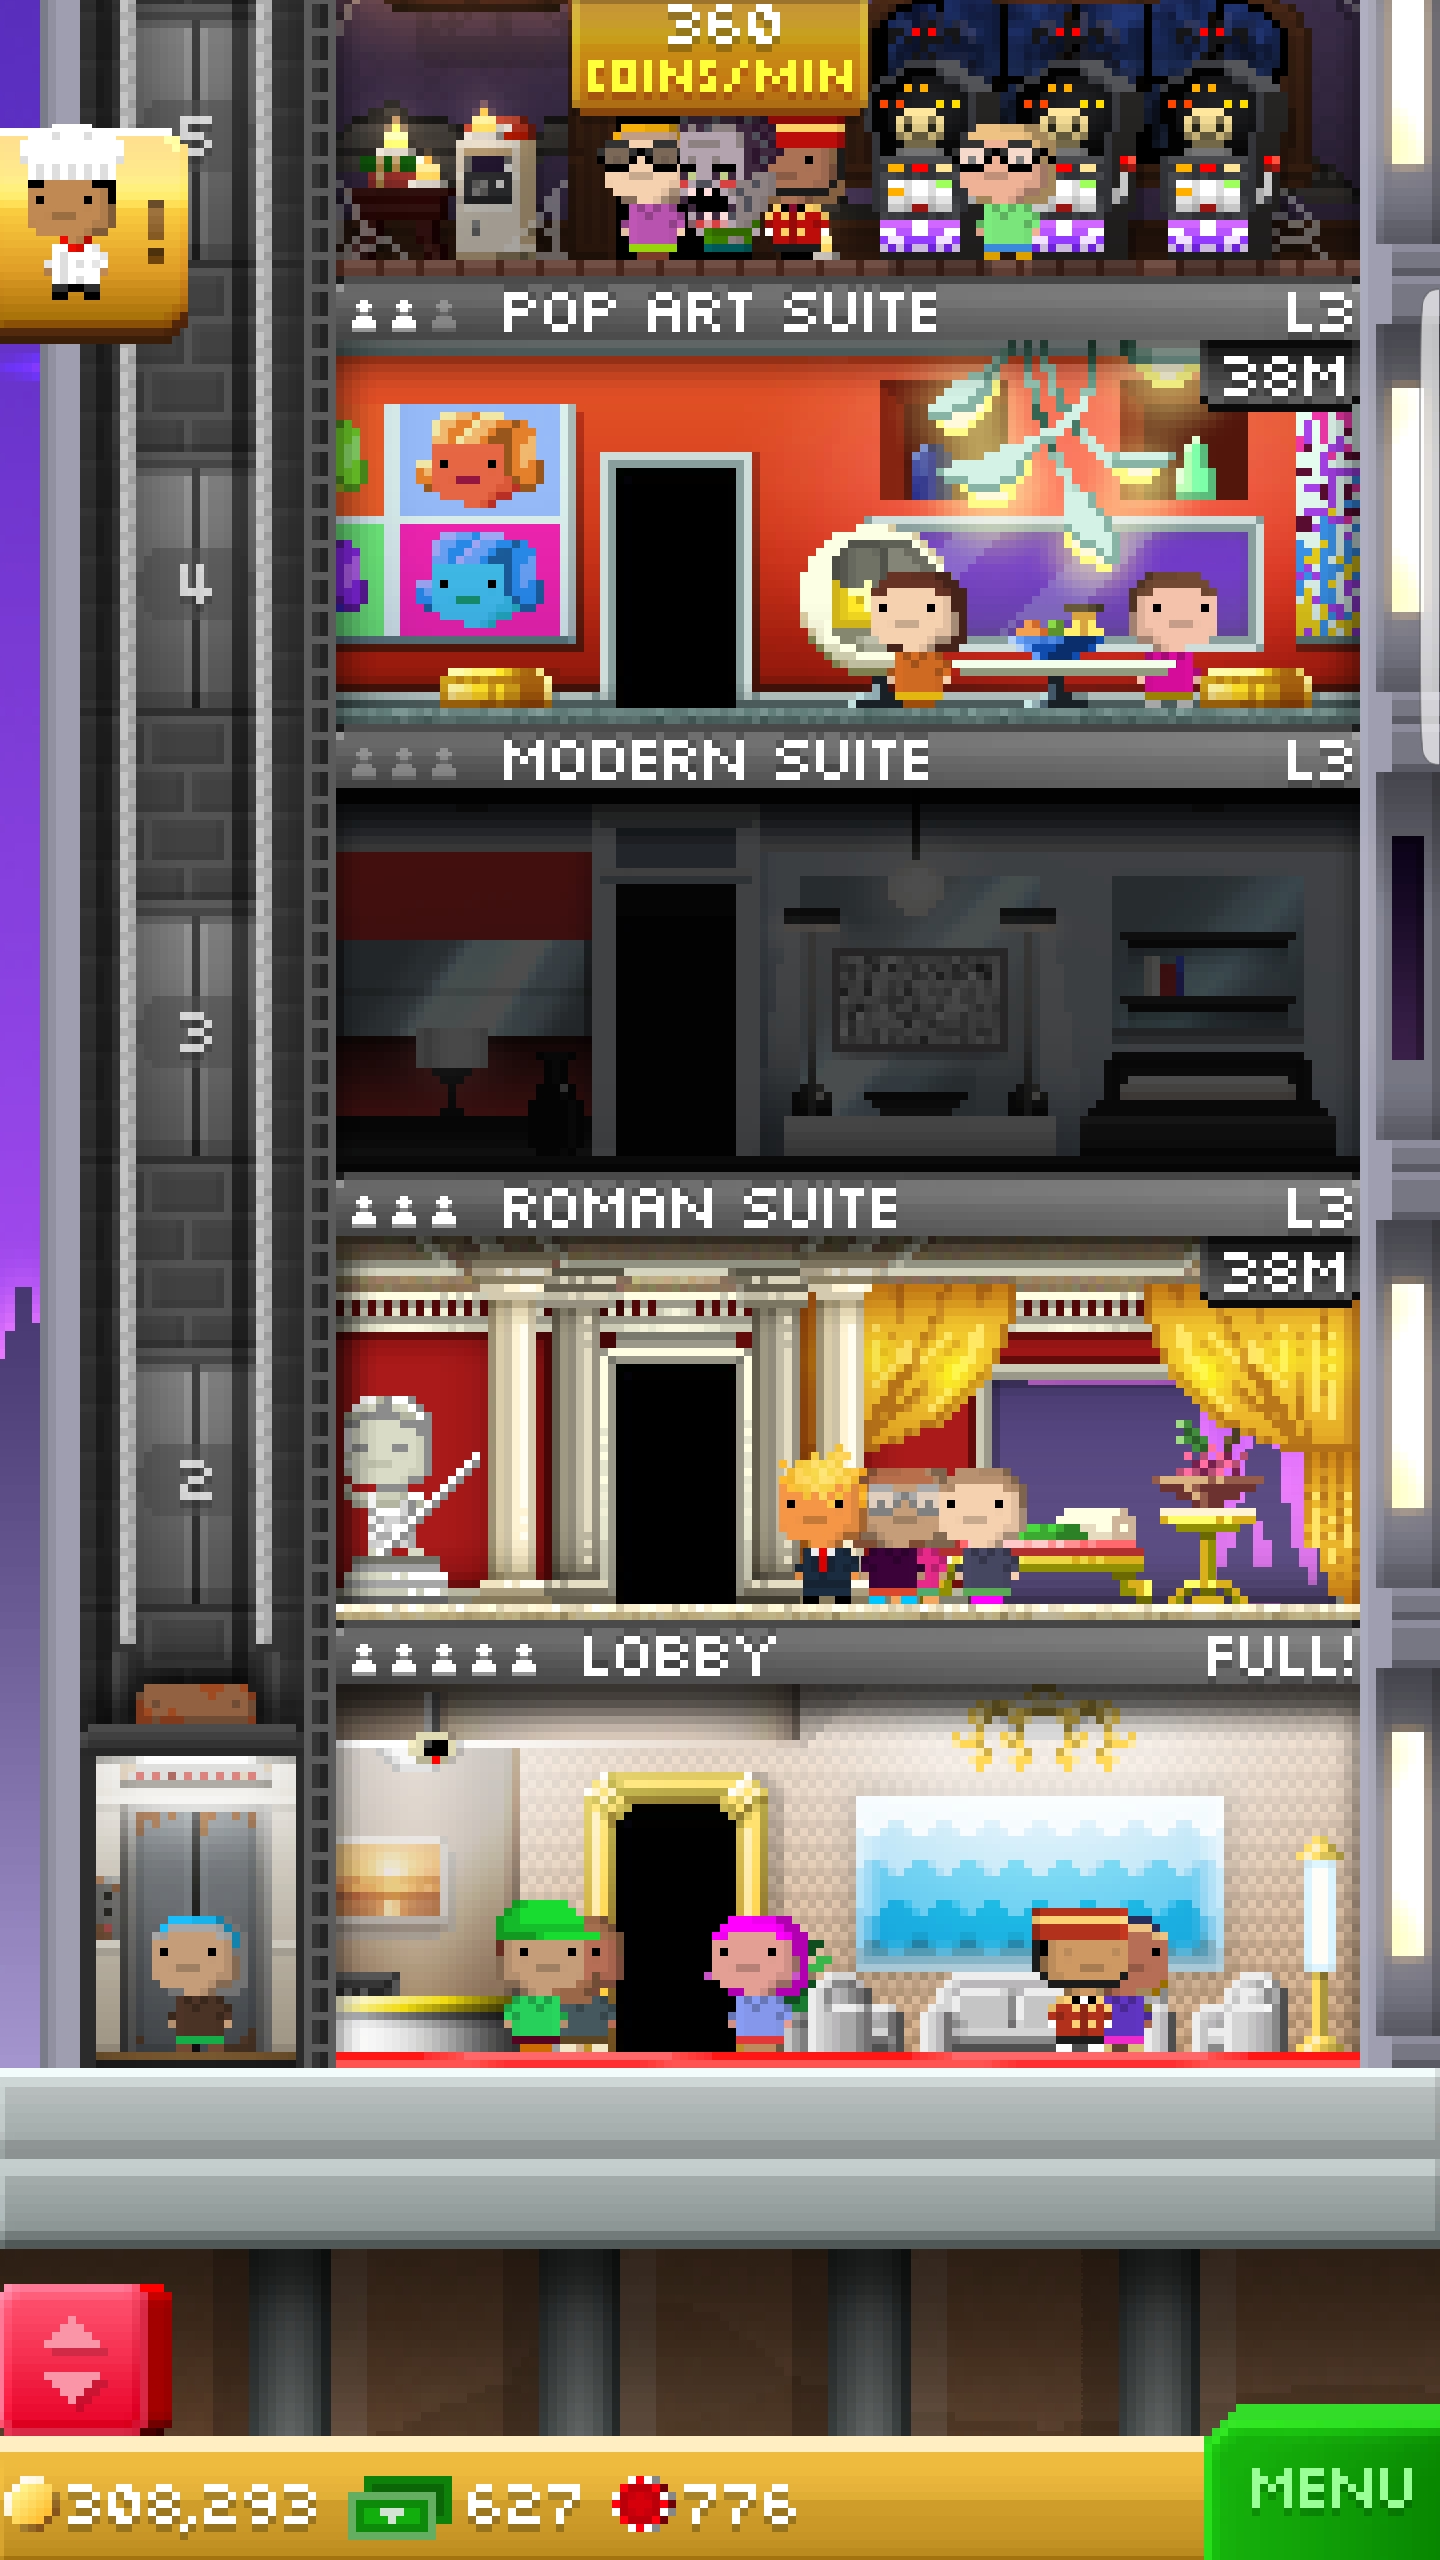 360
COINS/MIN
5
!
POP ART SUITE L3
38M
4
MODERN SUITE L3
3
ROMAN SUITE L3
38M
2
LOBBY FULL!
308,293 627 776
MENU